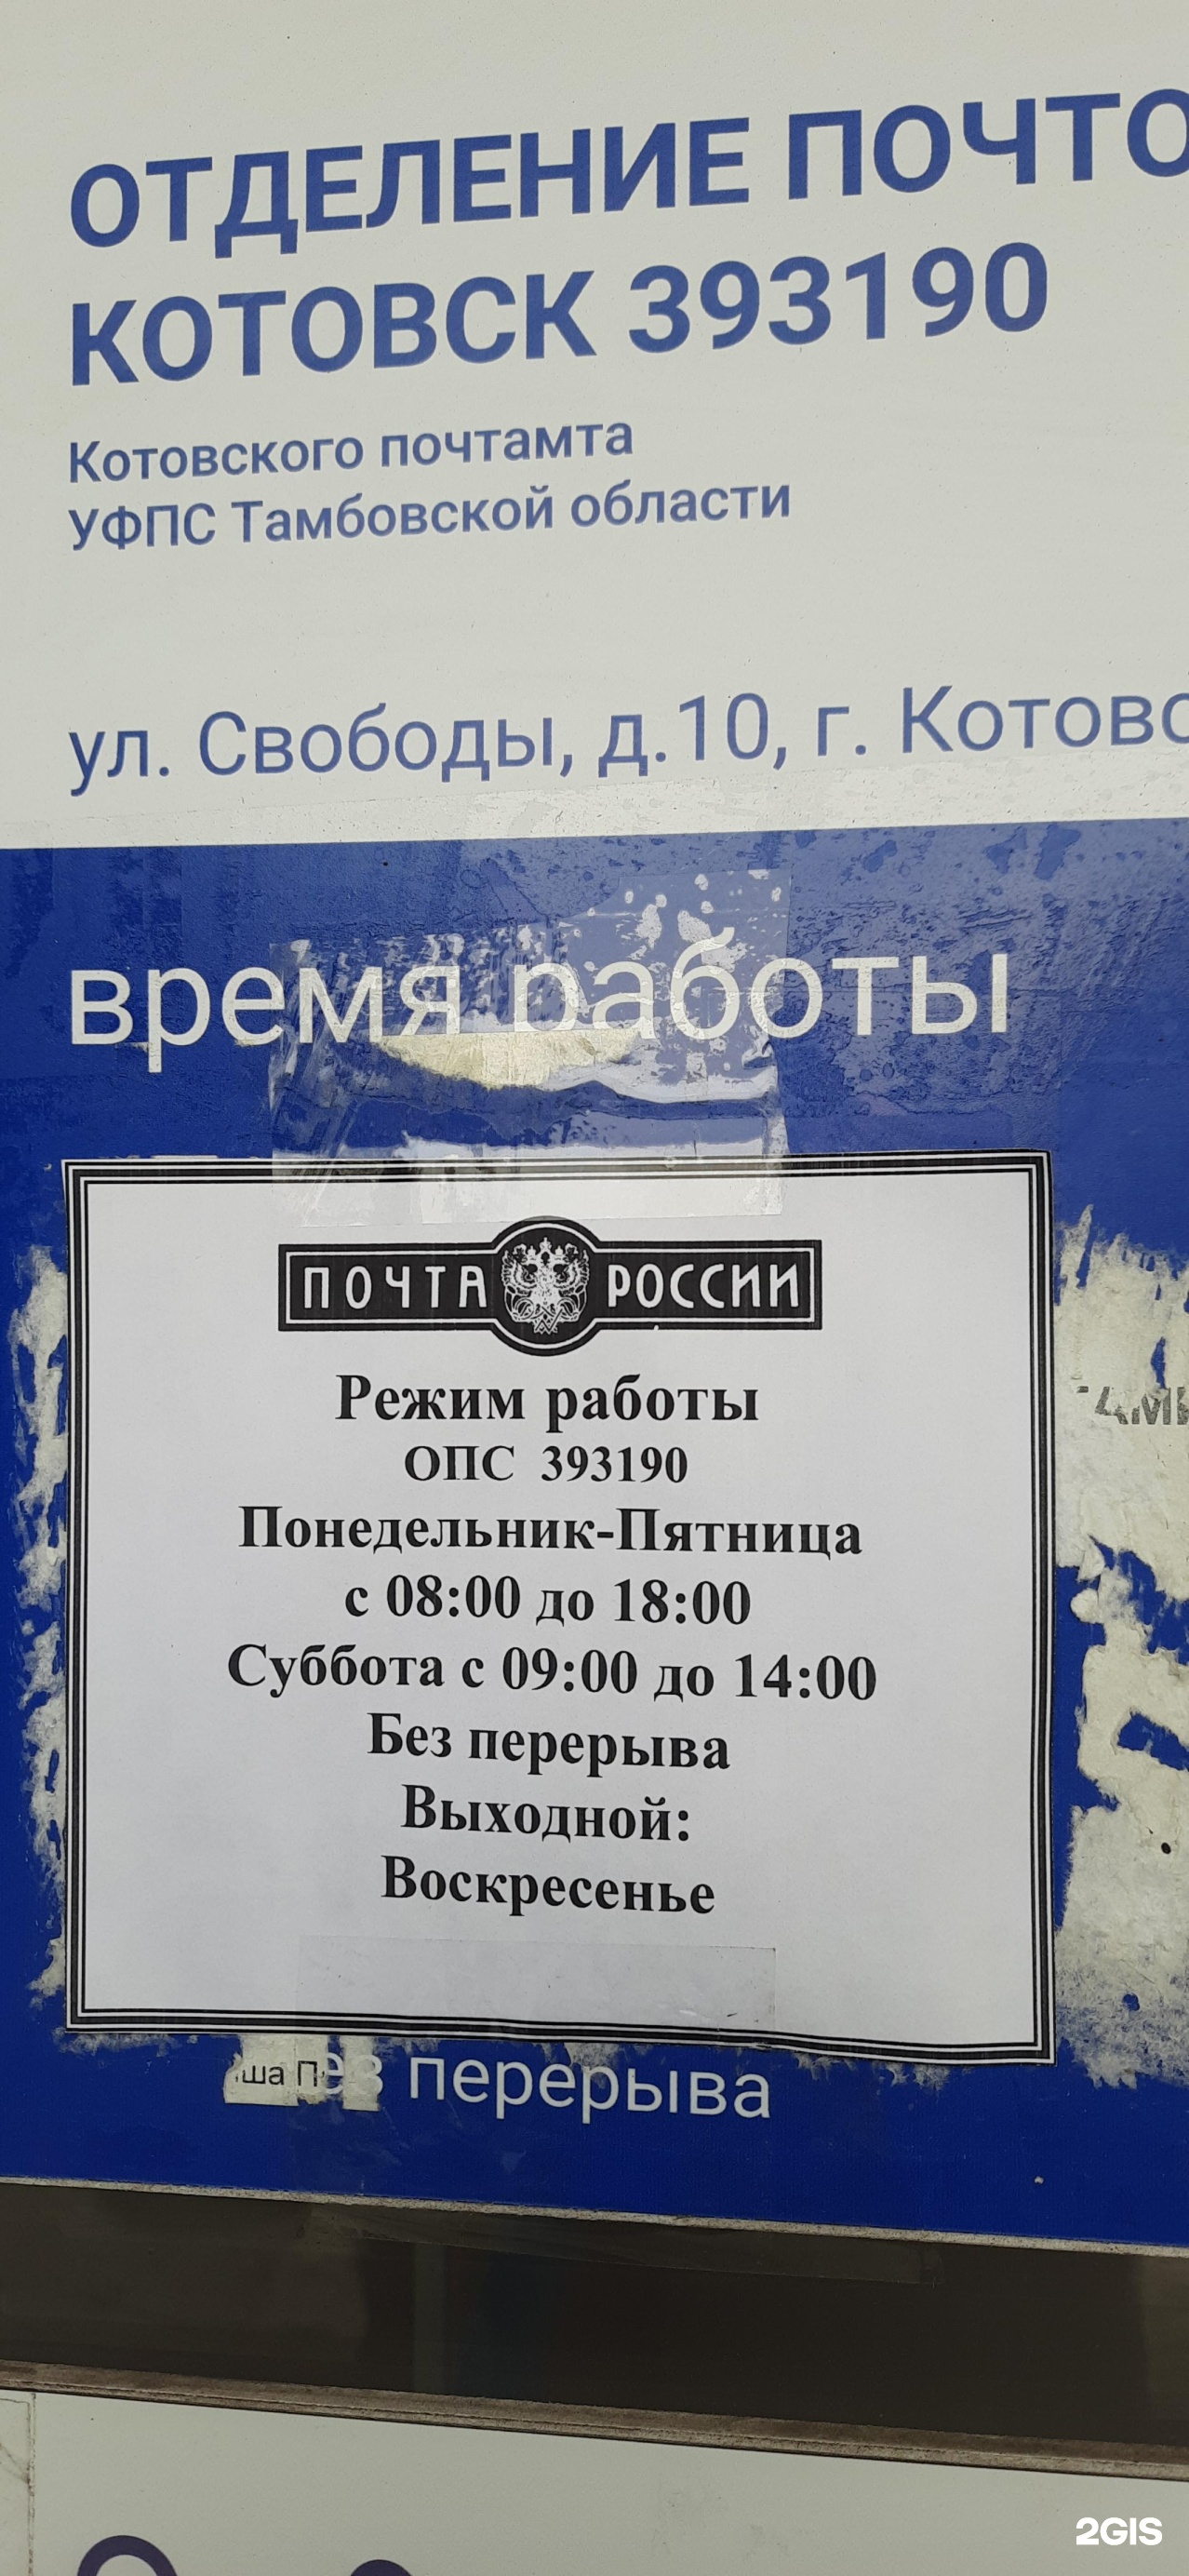 ОТДЕЛЕНИЕ ПОЧТО
КОТОВСК 393190
Котовского почтамта
УФПС Тамбовской области
ул. Свободы, д.10, г. Котовс
время работы
ПОЧТА РОССИИ
Режим работы
ОПС 393190
Понедельник-Пятница
с 08:00 до 18:00
Суббота с 09:00 до 14:00
Без перерыва
Выходной:
Воскресенье
без перерыва
2GIS